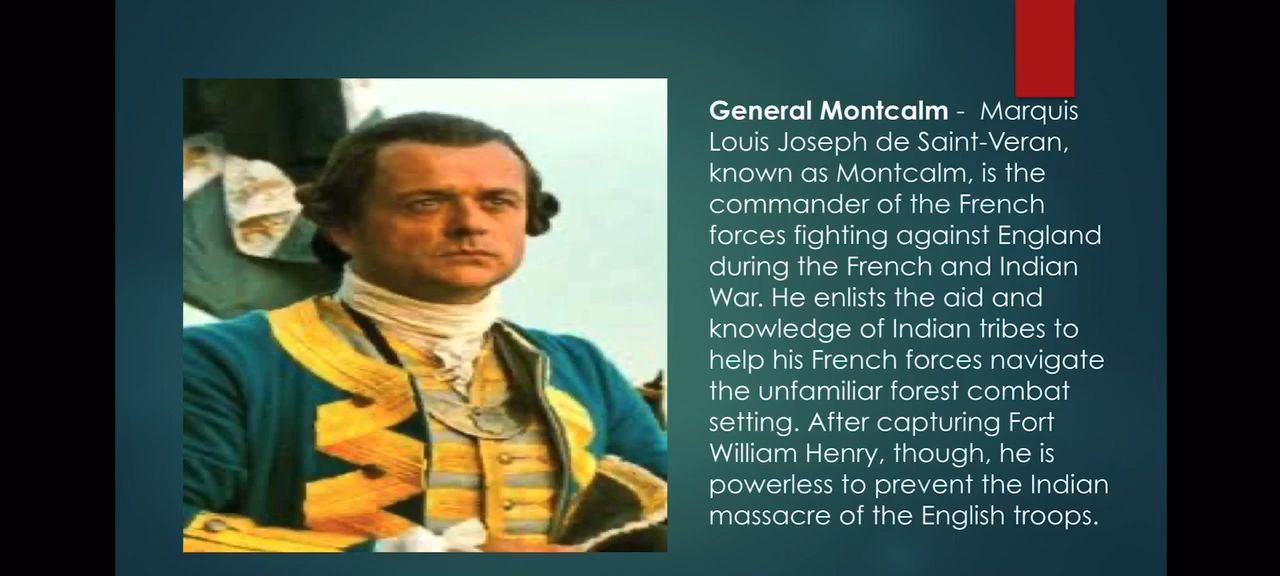 General Montcalm -  Marquis
Louis Joseph de Saint-Veran,
known as Montcalm, is the
commander of the French
forces fighting against England
during the French and Indian
War. He enlists the aid and
knowledge of Indian tribes to
help his French forces navigate
the unfamiliar forest combat
setting. After capturing Fort
William Henry, though, he is
powerless to prevent the Indian
massacre of the English troops.